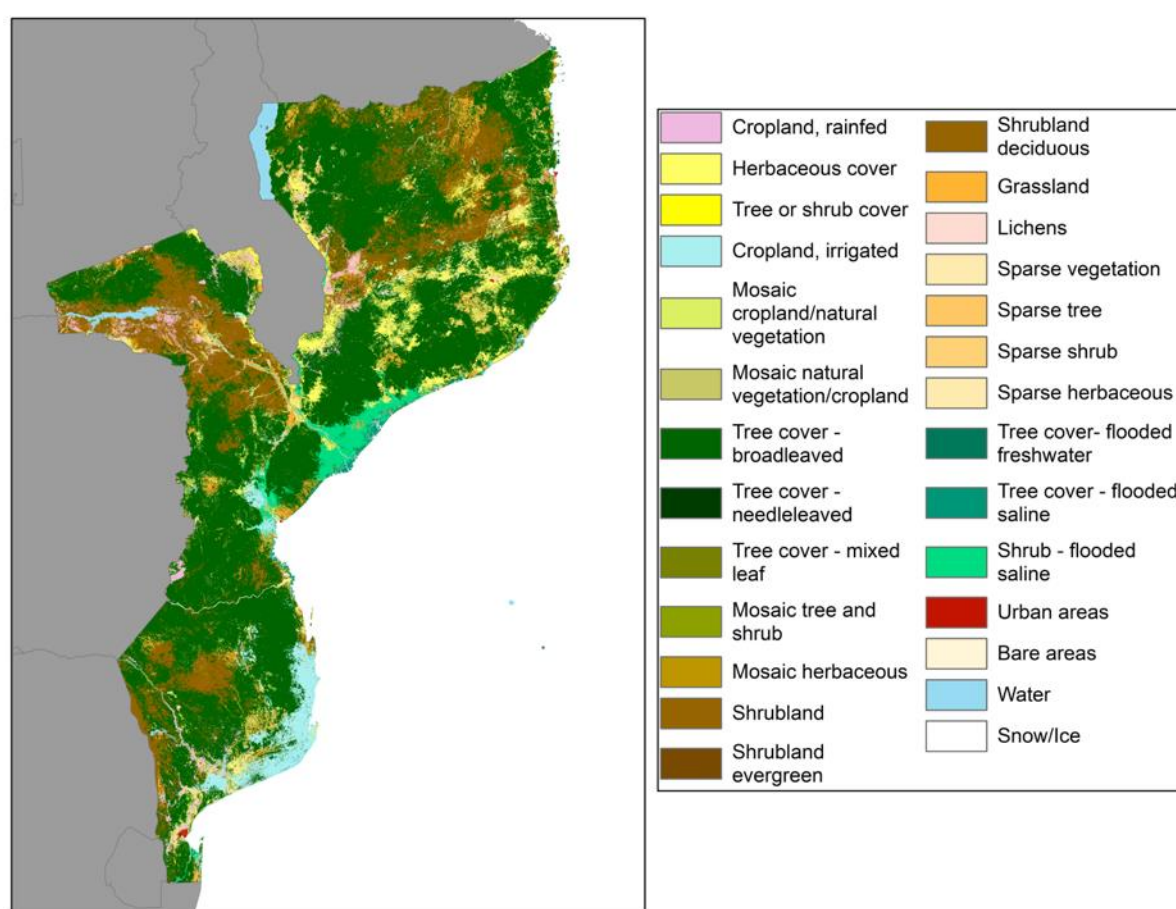 Cropland, rainfed
Herbaceous cover
Tree or shrub cover
Cropland, irrigated
Mosaic
cropland/natural
vegetation
Mosaic natural
vegetation/cropland
Tree cover -
broadleaved
Tree cover -
needleleaved
Tree cover - mixed
leaf
Mosaic tree and
shrub
Mosaic herbaceous
Shrubland
Shrubland
evergreen
Shrubland
deciduous
Grassland
Lichens
Sparse vegetation
Sparse tree
Sparse shrub
Sparse herbaceous
Tree cover- flooded
freshwater
Tree cover - flooded
saline
Shrub - flooded
saline
Urban areas
Bare areas
Water
Snow/Ice